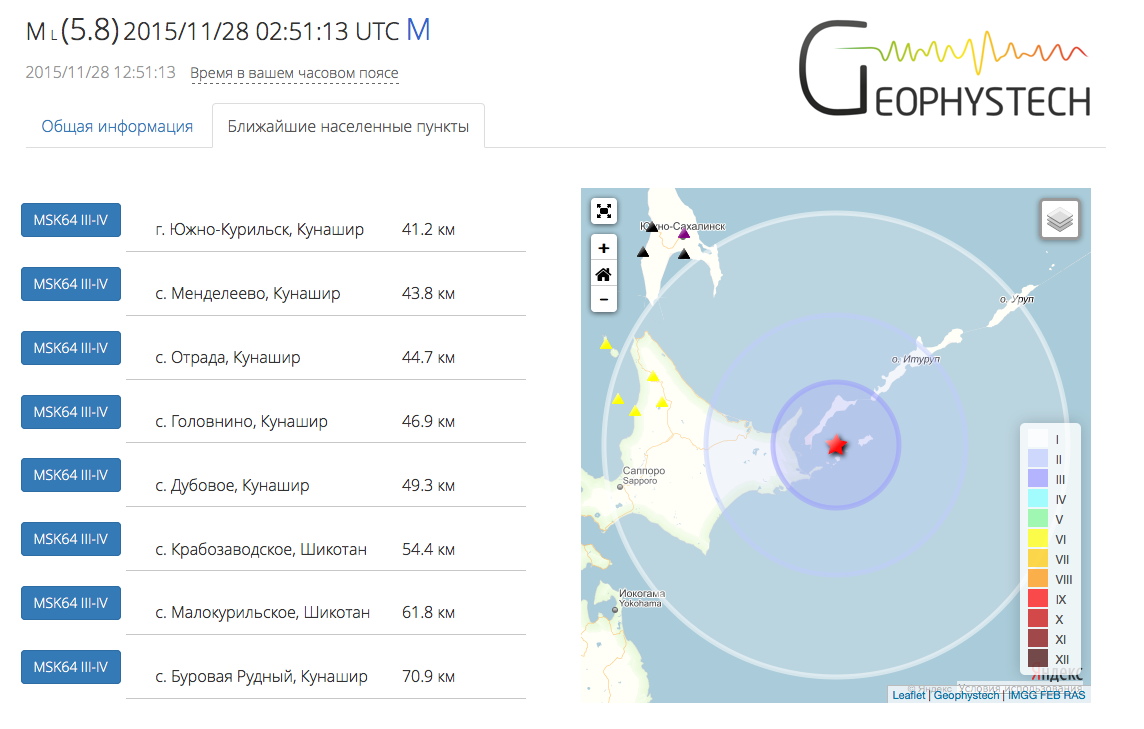 M L (5.8) 2015/11/28 02:51:13 UTC M
2015/11/28 12:51:13 Время в вашем часовом поясе
GEOPHYSTECH
Общая информация
Ближайшие населенные пункты
MSK64 III-IV г. Южно-Курильск, Кунашир 41.2 км
MSK64 III-IV с. Менделеево, Кунашир 43.8 км
MSK64 III-IV с. Отрада, Кунашир 44.7 км
MSK64 III-IV с. Головнино, Кунашир 46.9 км
MSK64 III-IV с. Дубовое, Кунашир 49.3 км
MSK64 III-IV с. Крабозаводское, Шикотан 54.4 км
MSK64 III-IV с. Малокурильское, Шикотан 61.8 км
MSK64 III-IV с. Буровая Рудный, Кунашир 70.9 км
+
−
Южно-Сахалинск
о. Уруп
о. Итуруп
Саппоро
Sapporo
Иокогама
Yokohama
I
II
III
IV
V
VI
VII
VIII
IX
X
XI
XII
Яндекс
© Яндекс Условия использования
Leaflet | Geophystech | IMGG FEB RAS